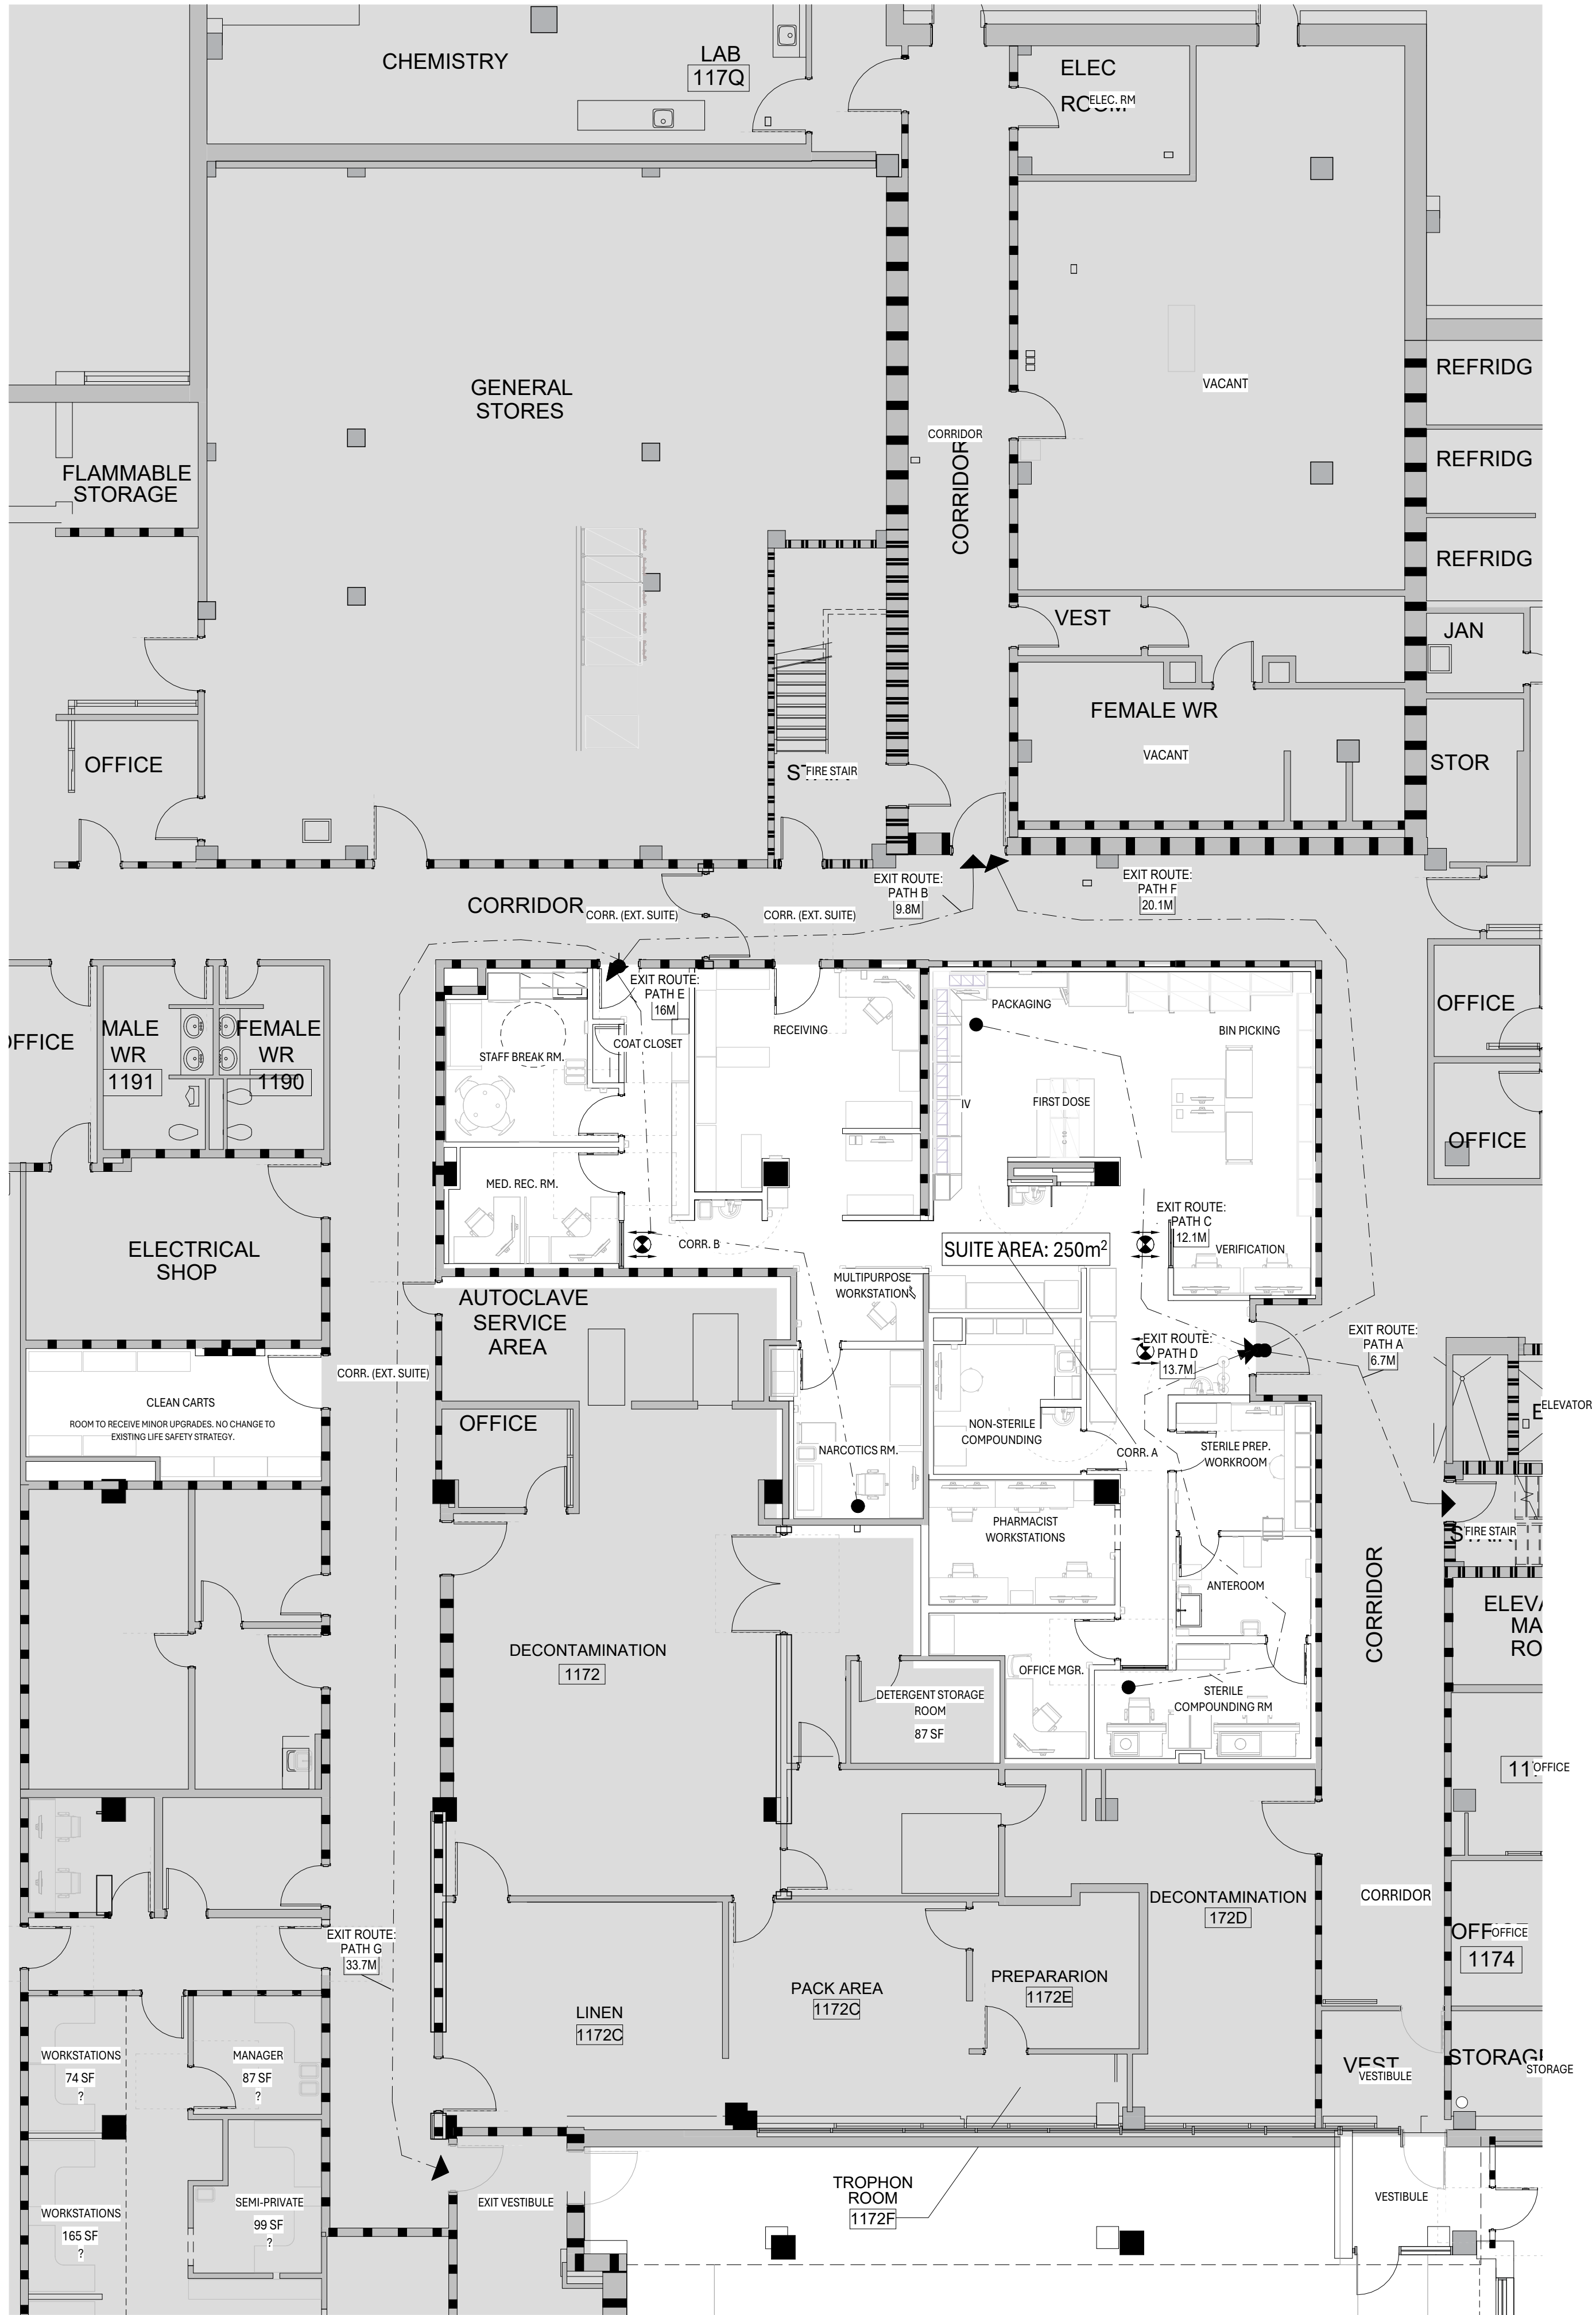 CHEMISTRY
LAB
117Q
ELEC
ROOM
ELEC. RM
GENERAL
STORES
FLAMMABLE
STORAGE
OFFICE
CORRIDOR
CORRIDOR
VACANT
REFRIDG
REFRIDG
REFRIDG
VEST
JAN
FEMALE WR
VACANT
STOR
FIRE STAIR
EXIT ROUTE:
PATH B
9.8M
EXIT ROUTE:
PATH F
20.1M
CORRIDOR
CORR. (EXT. SUITE)
CORR. (EXT. SUITE)
OFFICE
MALE
WR
1191
FEMALE
WR
1190
EXIT ROUTE:
PATH E
16M
STAFF BREAK RM.
COAT CLOSET
RECEIVING
PACKAGING
BIN PICKING
IV
FIRST DOSE
OFFICE
OFFICE
MED. REC. RM.
CORR. B
SUITE AREA: 250m²
EXIT ROUTE:
PATH C
12.1M
VERIFICATION
ELECTRICAL
SHOP
AUTOCLAVE
SERVICE
AREA
MULTIPURPOSE
WORKSTATION
EXIT ROUTE:
PATH D
13.7M
EXIT ROUTE:
PATH A
6.7M
CORR. (EXT. SUITE)
CLEAN CARTS
ROOM TO RECEIVE MINOR UPGRADES. NO CHANGE TO
EXISTING LIFE SAFETY STRATEGY.
OFFICE
NARCOTICS RM.
NON-STERILE
COMPOUNDING
CORR. A
STERILE PREP.
WORKROOM
E
ELEVATOR
PHARMACIST
WORKSTATIONS
FIRE STAIR
ANTEROOM
CORRIDOR
ELEVA
MA
RO
DECONTAMINATION
1172
OFFICE MGR.
STERILE
COMPOUNDING RM
DETERGENT STORAGE
ROOM
87 SF
11
OFFICE
DECONTAMINATION
172D
CORRIDOR
OFF
OFFICE
1174
EXIT ROUTE:
PATH G
33.7M
LINEN
1172C
PACK AREA
1172C
PREPARARION
1172E
WORKSTATIONS
74 SF
?
MANAGER
87 SF
?
VEST
VESTIBULE
STORAGE
STORAGE
WORKSTATIONS
165 SF
?
SEMI-PRIVATE
99 SF
?
EXIT VESTIBULE
TROPHON
ROOM
1172F
VESTIBULE